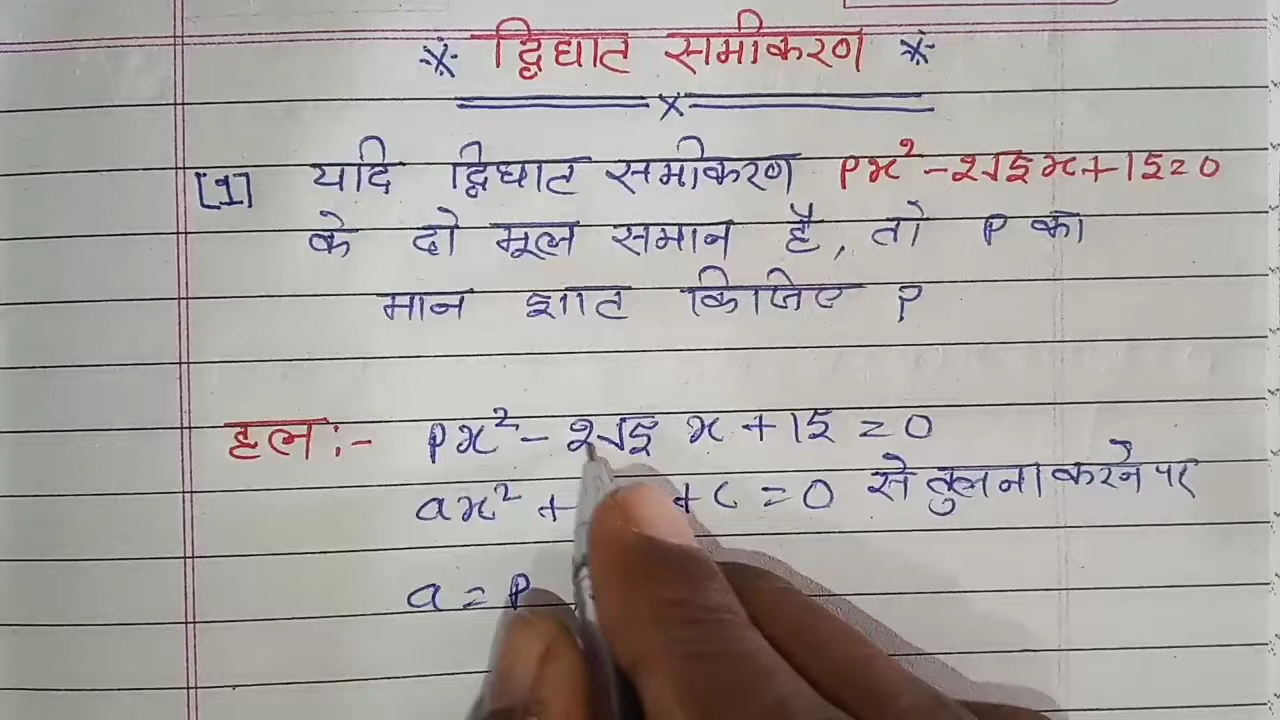 * द्विघात समीकरण *
[1] यदि द्विघात समीकरण px² - 2√5x + 15 = 0
के दो मूल समान है, तो P का
मान ज्ञात किजिए ?
हल:- px² - 2√5 x + 15 = 0
ax² + + c = 0 से तुलना करने पर
a = P